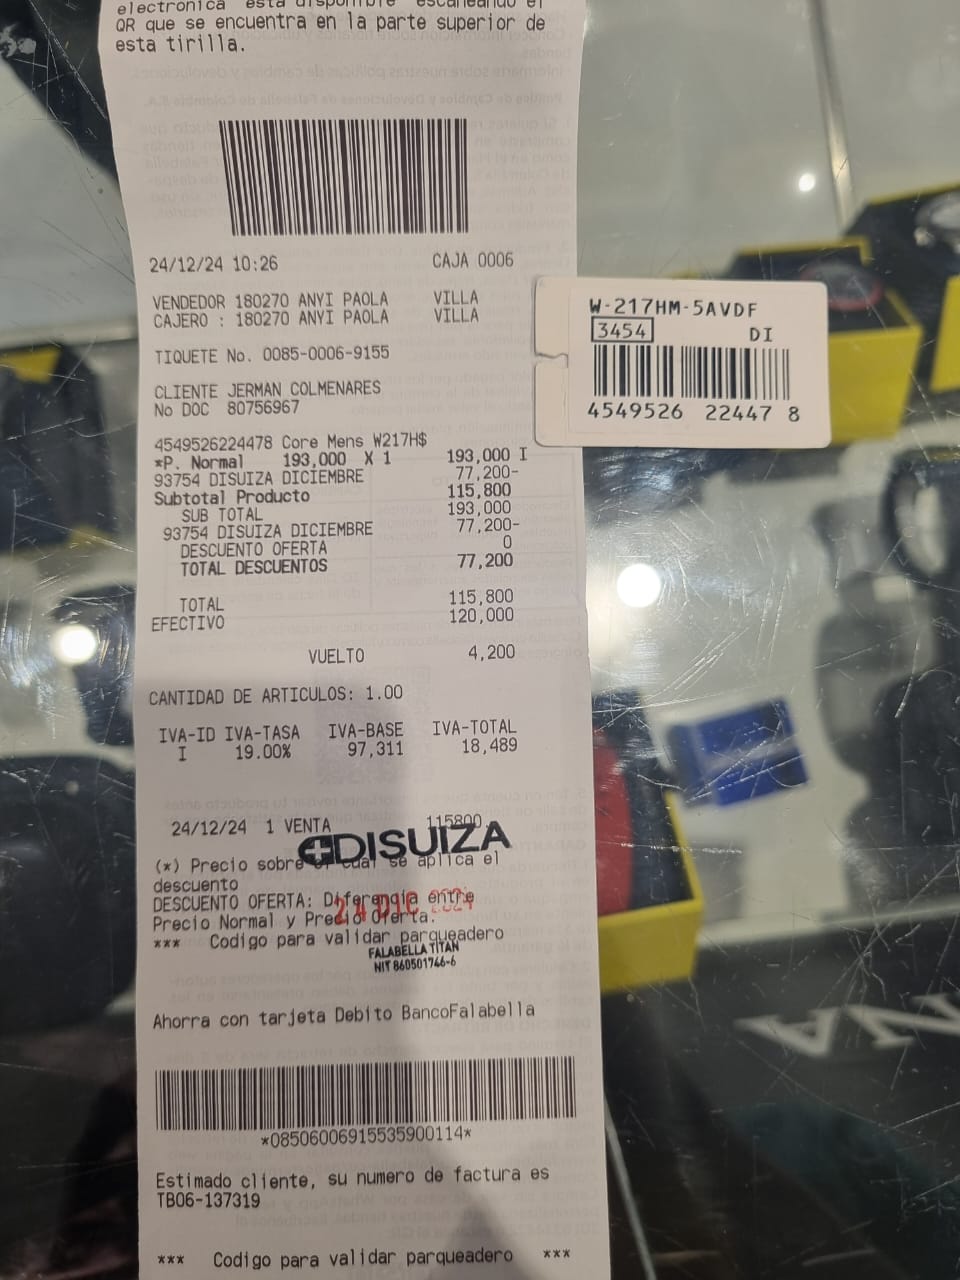 electronica esta disponible escaneando el
QR que se encuentra en la parte superior de
esta tirilla.
24/12/24 10:26 CAJA 0006
VENDEDOR 180270 ANYI PAOLA VILLA
CAJERO : 180270 ANYI PAOLA VILLA
TIQUETE No. 0085-0006-9155
CLIENTE JERMAN COLMENARES
No DOC 80756967
4549526224478 Core Mens W217H$
*P. Normal 193,000 X 1 193,000 I
93754 DISUIZA DICIEMBRE 77,200-
Subtotal Producto 115,800
SUB TOTAL 193,000
93754 DISUIZA DICIEMBRE 77,200-
DESCUENTO OFERTA 0
TOTAL DESCUENTOS 77,200
TOTAL 115,800
EFECTIVO 120,000
VUELTO 4,200
CANTIDAD DE ARTICULOS: 1.00
IVA-ID IVA-TASA IVA-BASE IVA-TOTAL
I 19.00% 97,311 18,489
24/12/24 1 VENTA 115800
DISUIZA
(*) Precio sobre el cual se aplica el
descuento
DESCUENTO OFERTA: Diferencia entre
24 DIC 2024
Precio Normal y Precio Oferta.
*** Codigo para validar parqueadero
FALABELLA TITAN
NIT 860501746-6
Ahorra con tarjeta Debito BancoFalabella
*08506006915535900114*
Estimado cliente, su numero de factura es
TB06-137319
*** Codigo para validar parqueadero ***
W-217HM-5AVDF
3454 DI
4549526 22447 8